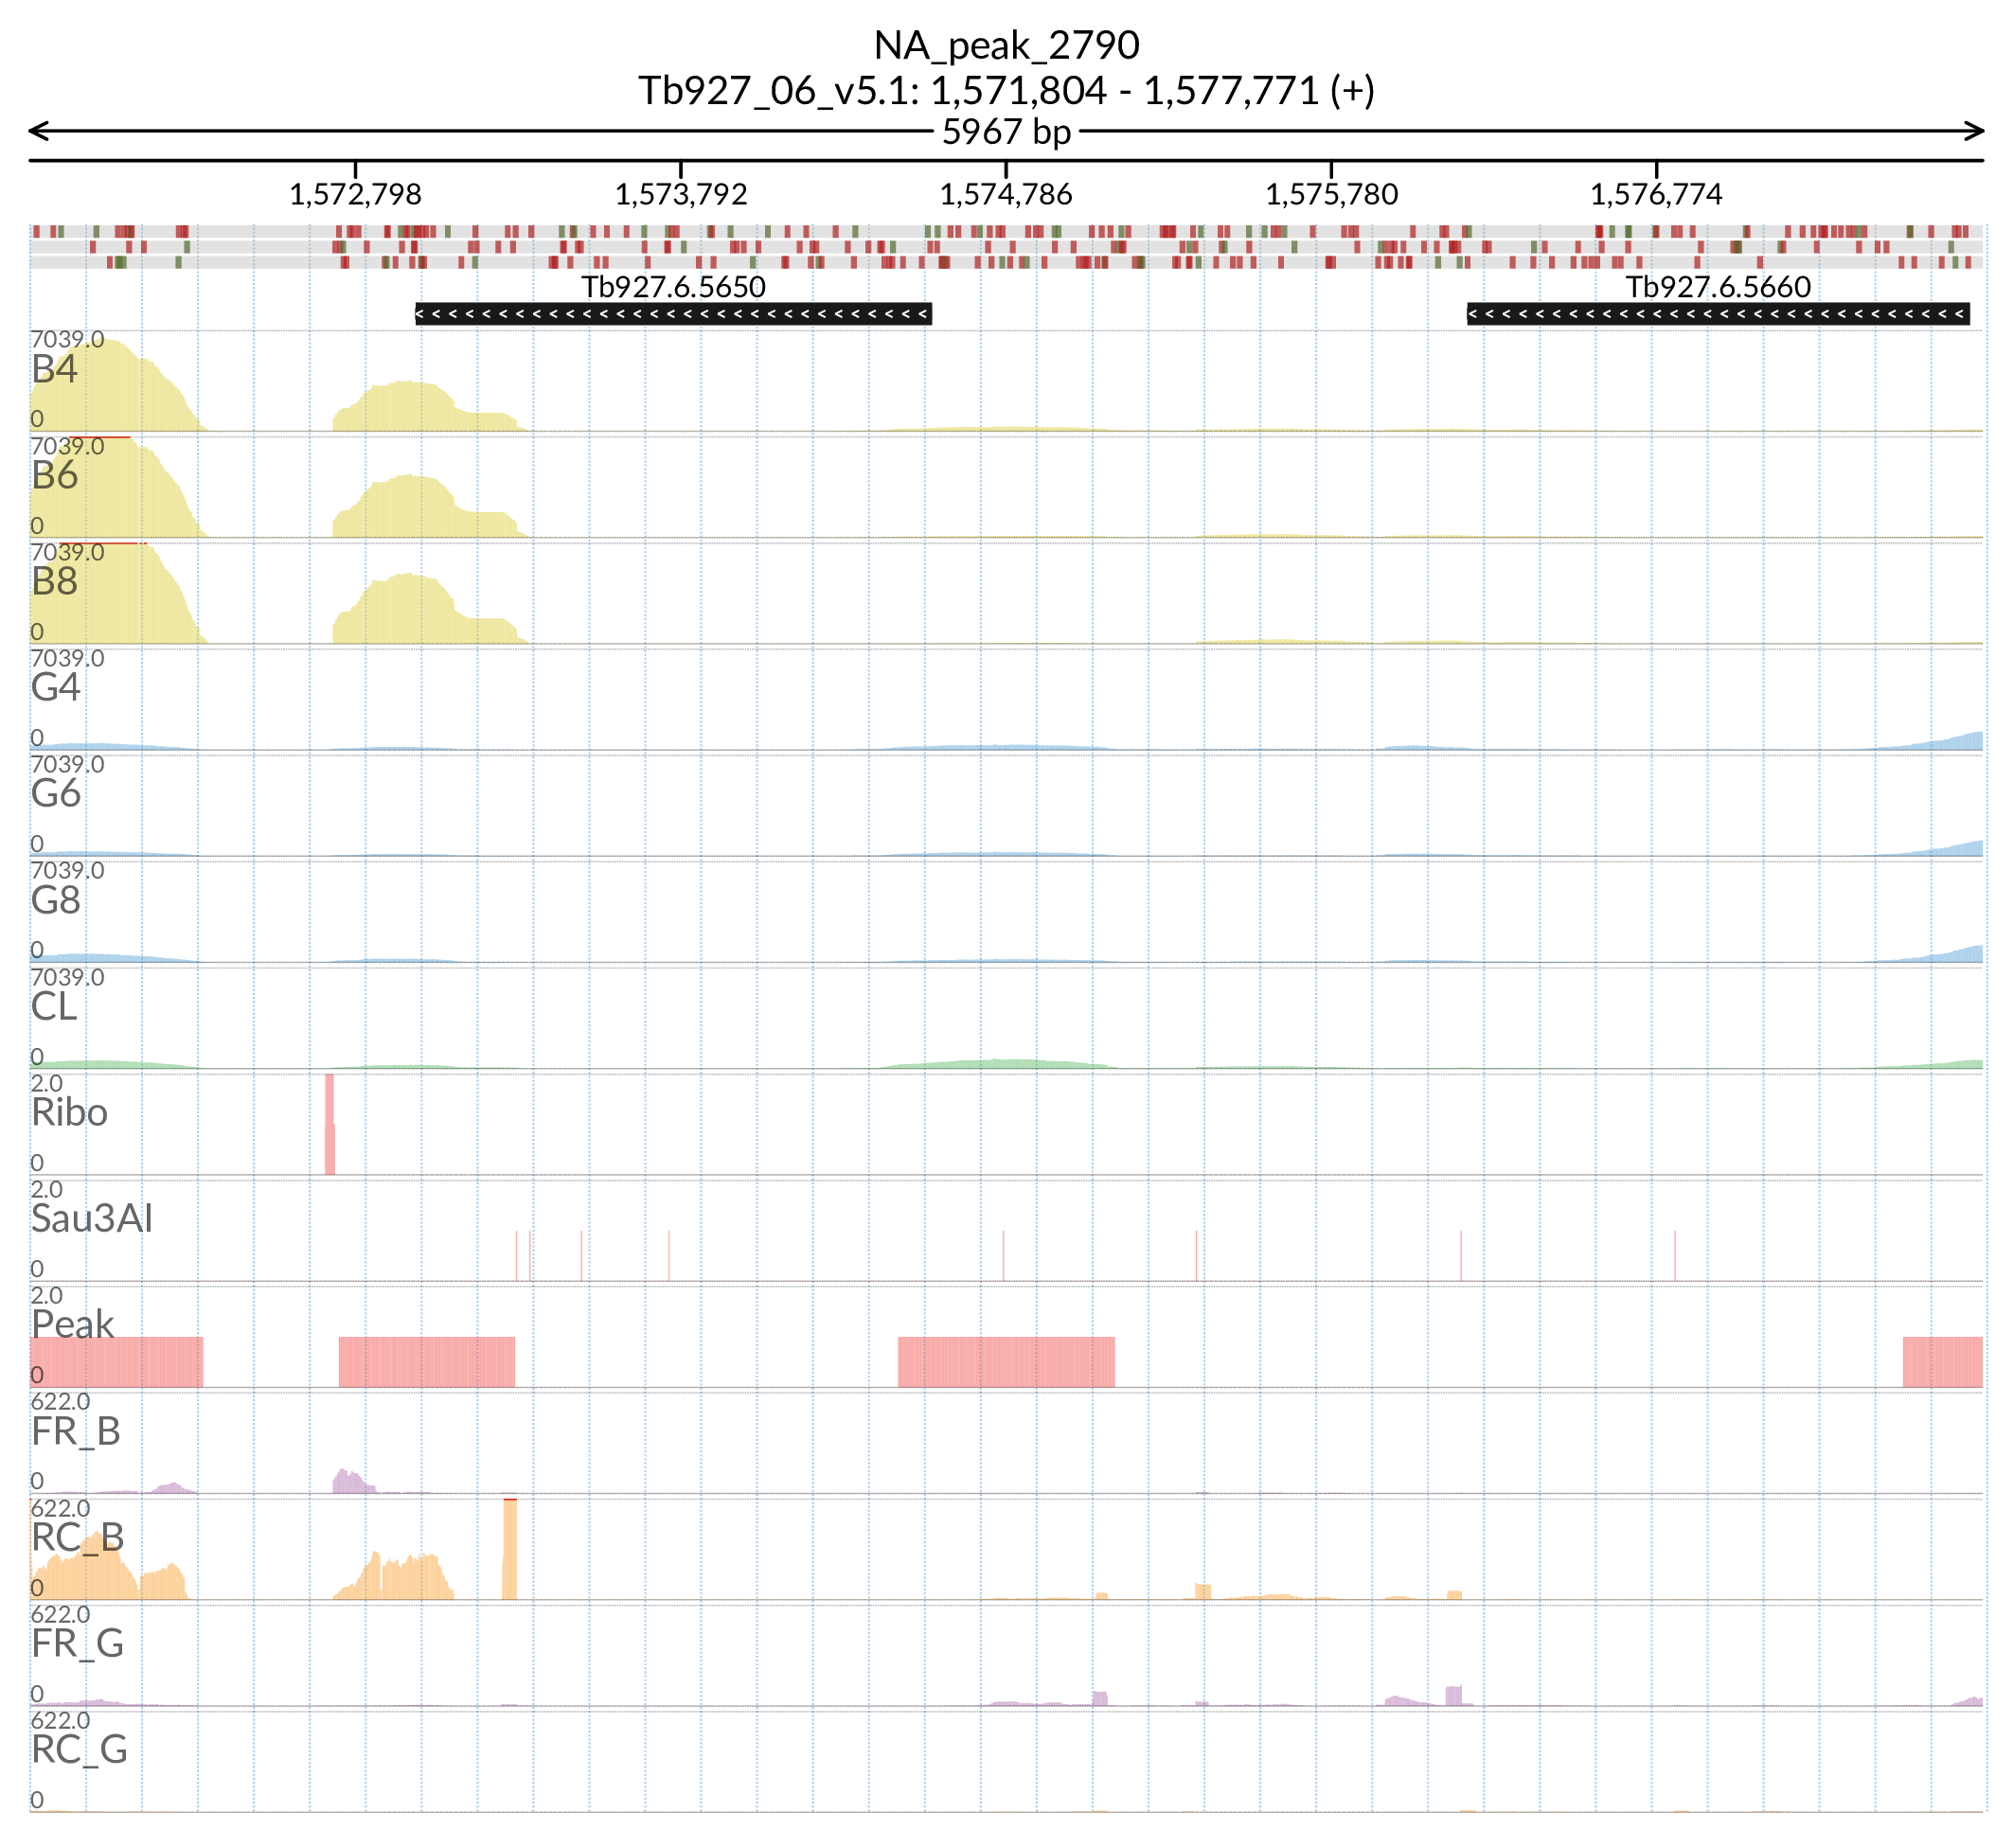 NA_peak_2790
Tb927_06_v5.1: 1,571,804 - 1,577,771 (+)
5967 bp
1,572,798 1,573,792 1,574,786 1,575,780 1,576,774
Tb927.6.5650 Tb927.6.5660
7039.0
B4
0
7039.0
B6
0
7039.0
B8
0
7039.0
G4
0
7039.0
G6
0
7039.0
G8
0
7039.0
CL
0
2.0
Ribo
0
2.0
Sau3AI
0
2.0
Peak
0
622.0
FR_B
0
622.0
RC_B
0
622.0
FR_G
0
622.0
RC_G
0